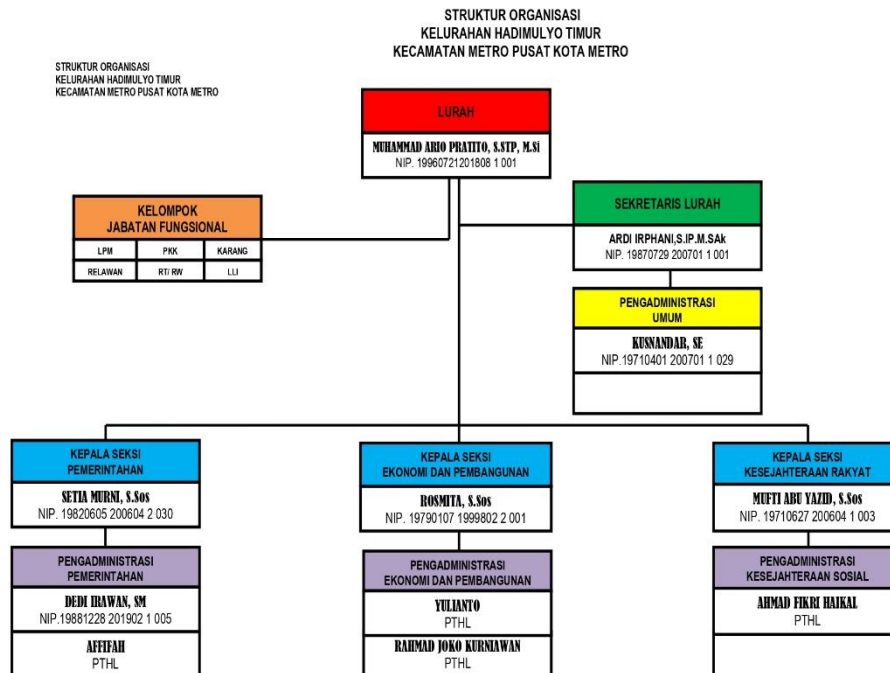 STRUKTUR ORGANISASI
KELURAHAN HADIMULYO TIMUR
KECAMATAN METRO PUSAT KOTA METRO
STRUKTUR ORGANISASI
KELURAHAN HADIMULYO TIMUR
KECAMATAN METRO PUSAT KOTA METRO
LURAH
MUHAMMAD ARIO PRATITO, S.STP, M.Si
NIP. 19960721201808 1 001
KELOMPOK
JABATAN FUNGSIONAL
LPM PKK KARANG
RELAWAN RT/ RW LLI
SEKRETARIS LURAH
ARDI IRPHANI,S.IP.M.SAk
NIP. 19870729 200701 1 001
PENGADMINISTRASI
UMUM
KUSNANDAR, SE
NIP.19710401 200701 1 029
KEPALA SEKSI
PEMERINTAHAN
SETIA MURNI, S.Sos
NIP. 19820605 200604 2 030
PENGADMINISTRASI
PEMERINTAHAN
DEDI IRAWAN, SM
NIP.19881228 201902 1 005
AFFIFAH
PTHL
KEPALA SEKSI
EKONOMI DAN PEMBANGUNAN
ROSMITA, S.Sos
NIP. 19790107 1999802 2 001
PENGADMINISTRASI
EKONOMI DAN PEMBANGUNAN
YULIANTO
PTHL
RAHMAD JOKO KURNIAWAN
PTHL
KEPALA SEKSI
KESEJAHTERAAN RAKYAT
MUFTI ABU YAZID, S.Sos
NIP. 19710627 200604 1 003
PENGADMINISTRASI
KESEJAHTERAAN SOSIAL
AHMAD FIKRI HAIKAL
PTHL